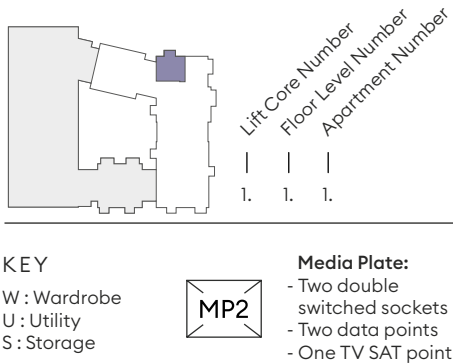 Lift Core Number
Floor Level Number
Apartment Number
1. 1. 1.
KEY
W : Wardrobe
U : Utility
S : Storage
MP2
Media Plate:
- Two double
switched sockets
- Two data points
- One TV SAT point